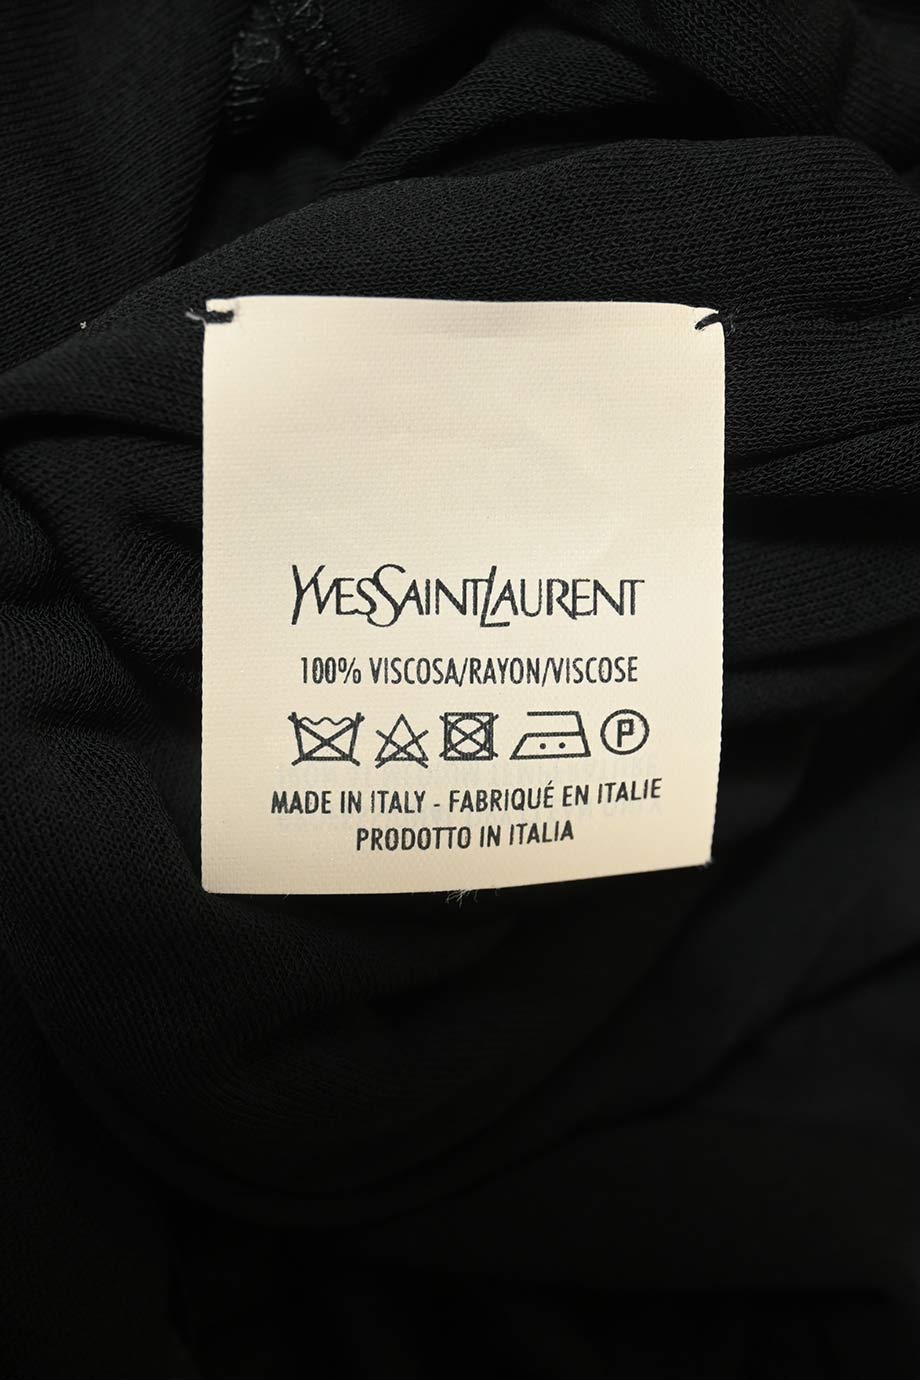 YVESSAINTLAURENT
100% VISCOSA/RAYON/VISCOSE
P
MADE IN ITALY - FABRIQUÉ EN ITALIE
PRODOTTO IN ITALIA